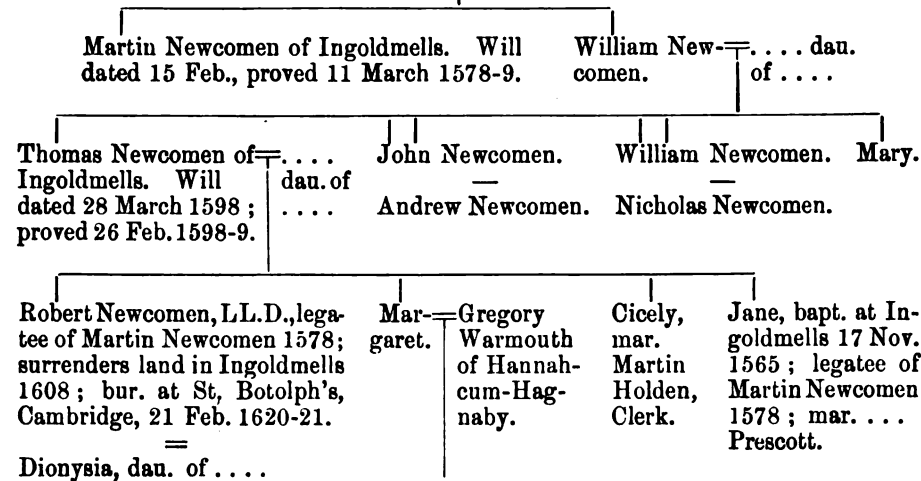 Martin Newcomen of Ingoldmells. Will
dated 15 Feb., proved 11 March 1578-9.
William New-
comen.
. . . . dau.
of . . . .
Thomas Newcomen of
Ingoldmells. Will
dated 28 March 1598 ;
proved 26 Feb. 1598-9.
. . . .
dau. of
. . . .
John Newcomen.
—
Andrew Newcomen.
William Newcomen.
—
Nicholas Newcomen.
Mary.
Robert Newcomen, LL.D., lega-
tee of Martin Newcomen 1578;
surrenders land in Ingoldmells
1608 ; bur. at St, Botolph's,
Cambridge, 21 Feb. 1620-21.
=
Dionysia, dau. of . . . .
Mar-
garet.
Gregory
Warmouth
of Hannah-
cum-Hag-
naby.
Cicely,
mar.
Martin
Holden,
Clerk.
Jane, bapt. at In-
goldmells 17 Nov.
1565 ; legatee of
Martin Newcomen
1578 ; mar. . . .
Prescott.